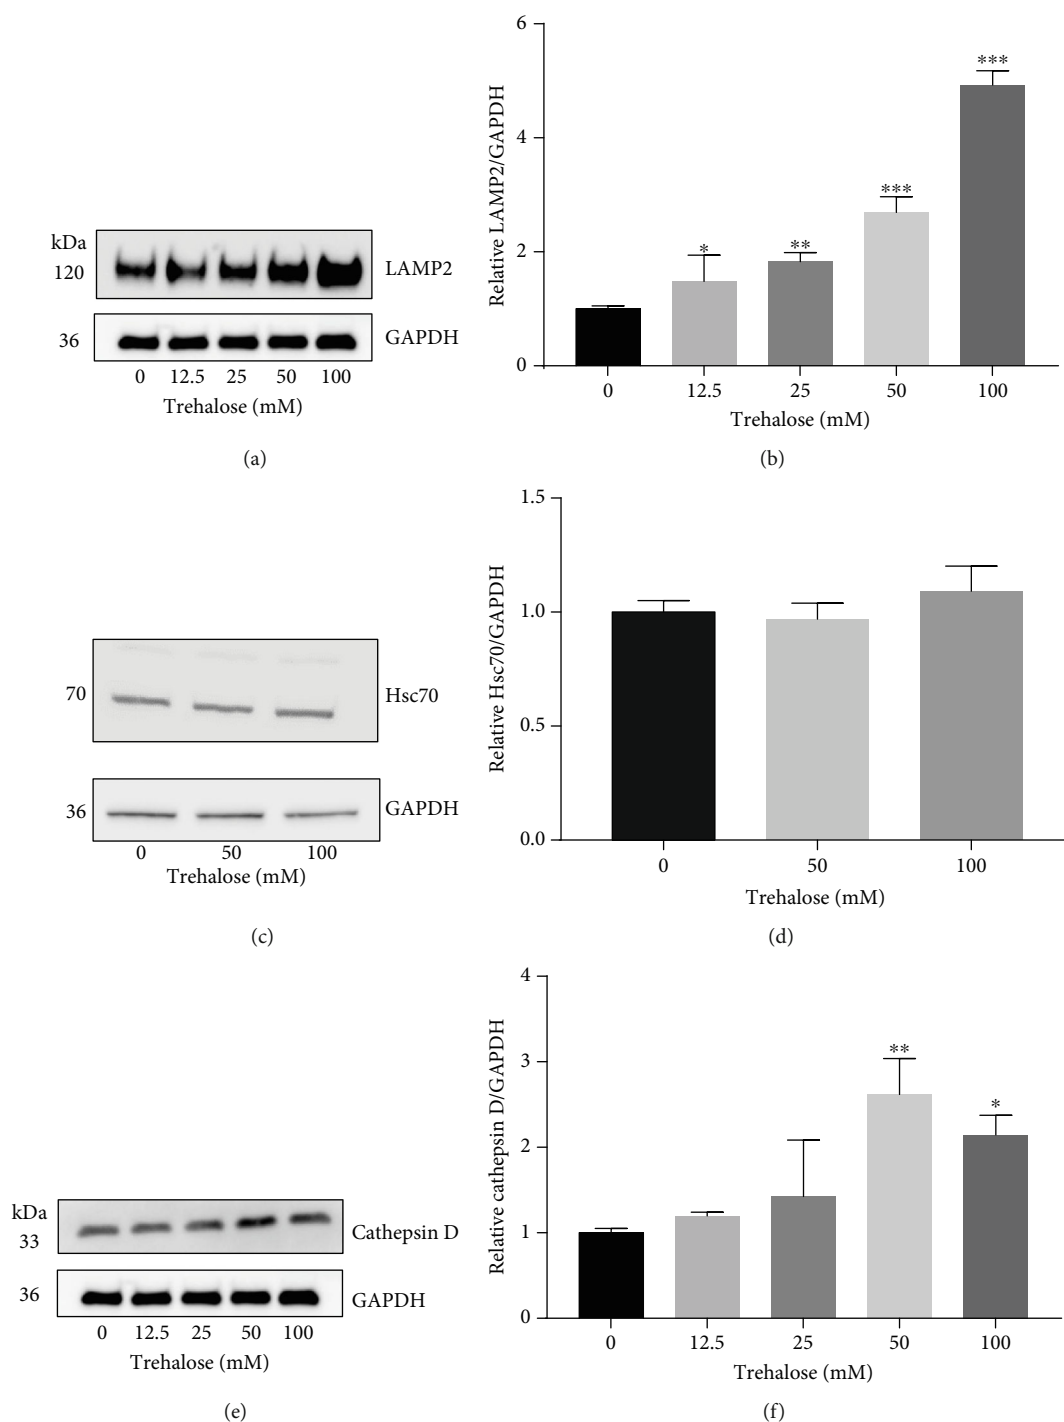 kDa
120
LAMP2
36
GAPDH
0 12.5 25 50 100
Trehalose (mM)
(a)
6
4
2
0
Relative LAMP2/GAPDH
*
**
***
***
0 12.5 25 50 100
Trehalose (mM)
(b)
70
Hsc70
36
GAPDH
0 50 100
Trehalose (mM)
(c)
1.5
1.0
0.5
0.0
Relative Hsc70/GAPDH
0 50 100
Trehalose (mM)
(d)
kDa
33
Cathepsin D
36
GAPDH
0 12.5 25 50 100
Trehalose (mM)
(e)
4
3
2
1
0
Relative cathepsin D/GAPDH
**
*
0 12.5 25 50 100
Trehalose (mM)
(f)